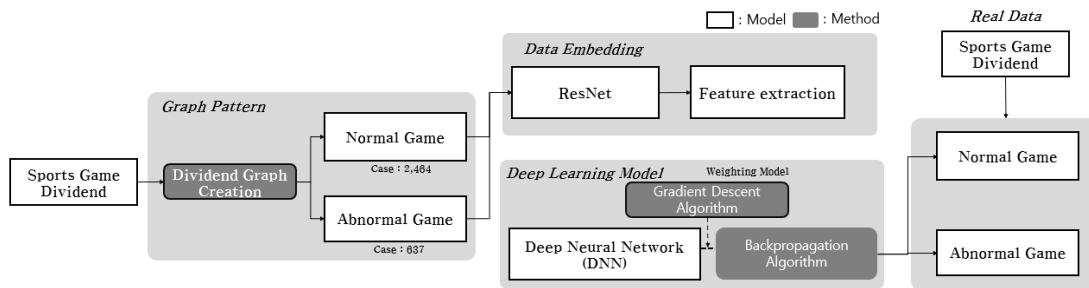 : Model
: Method
Real Data
Sports Game
Dividend
Data Embedding
ResNet
Feature extraction
Graph Pattern
Normal Game
Case : 2,464
Sports Game
Dividend
Dividend Graph
Creation
Abnormal Game
Case : 637
Deep Learning Model
Weighting Model
Gradient Descent
Algorithm
Deep Neural Network
(DNN)
Backpropagation
Algorithm
Normal Game
Abnormal Game